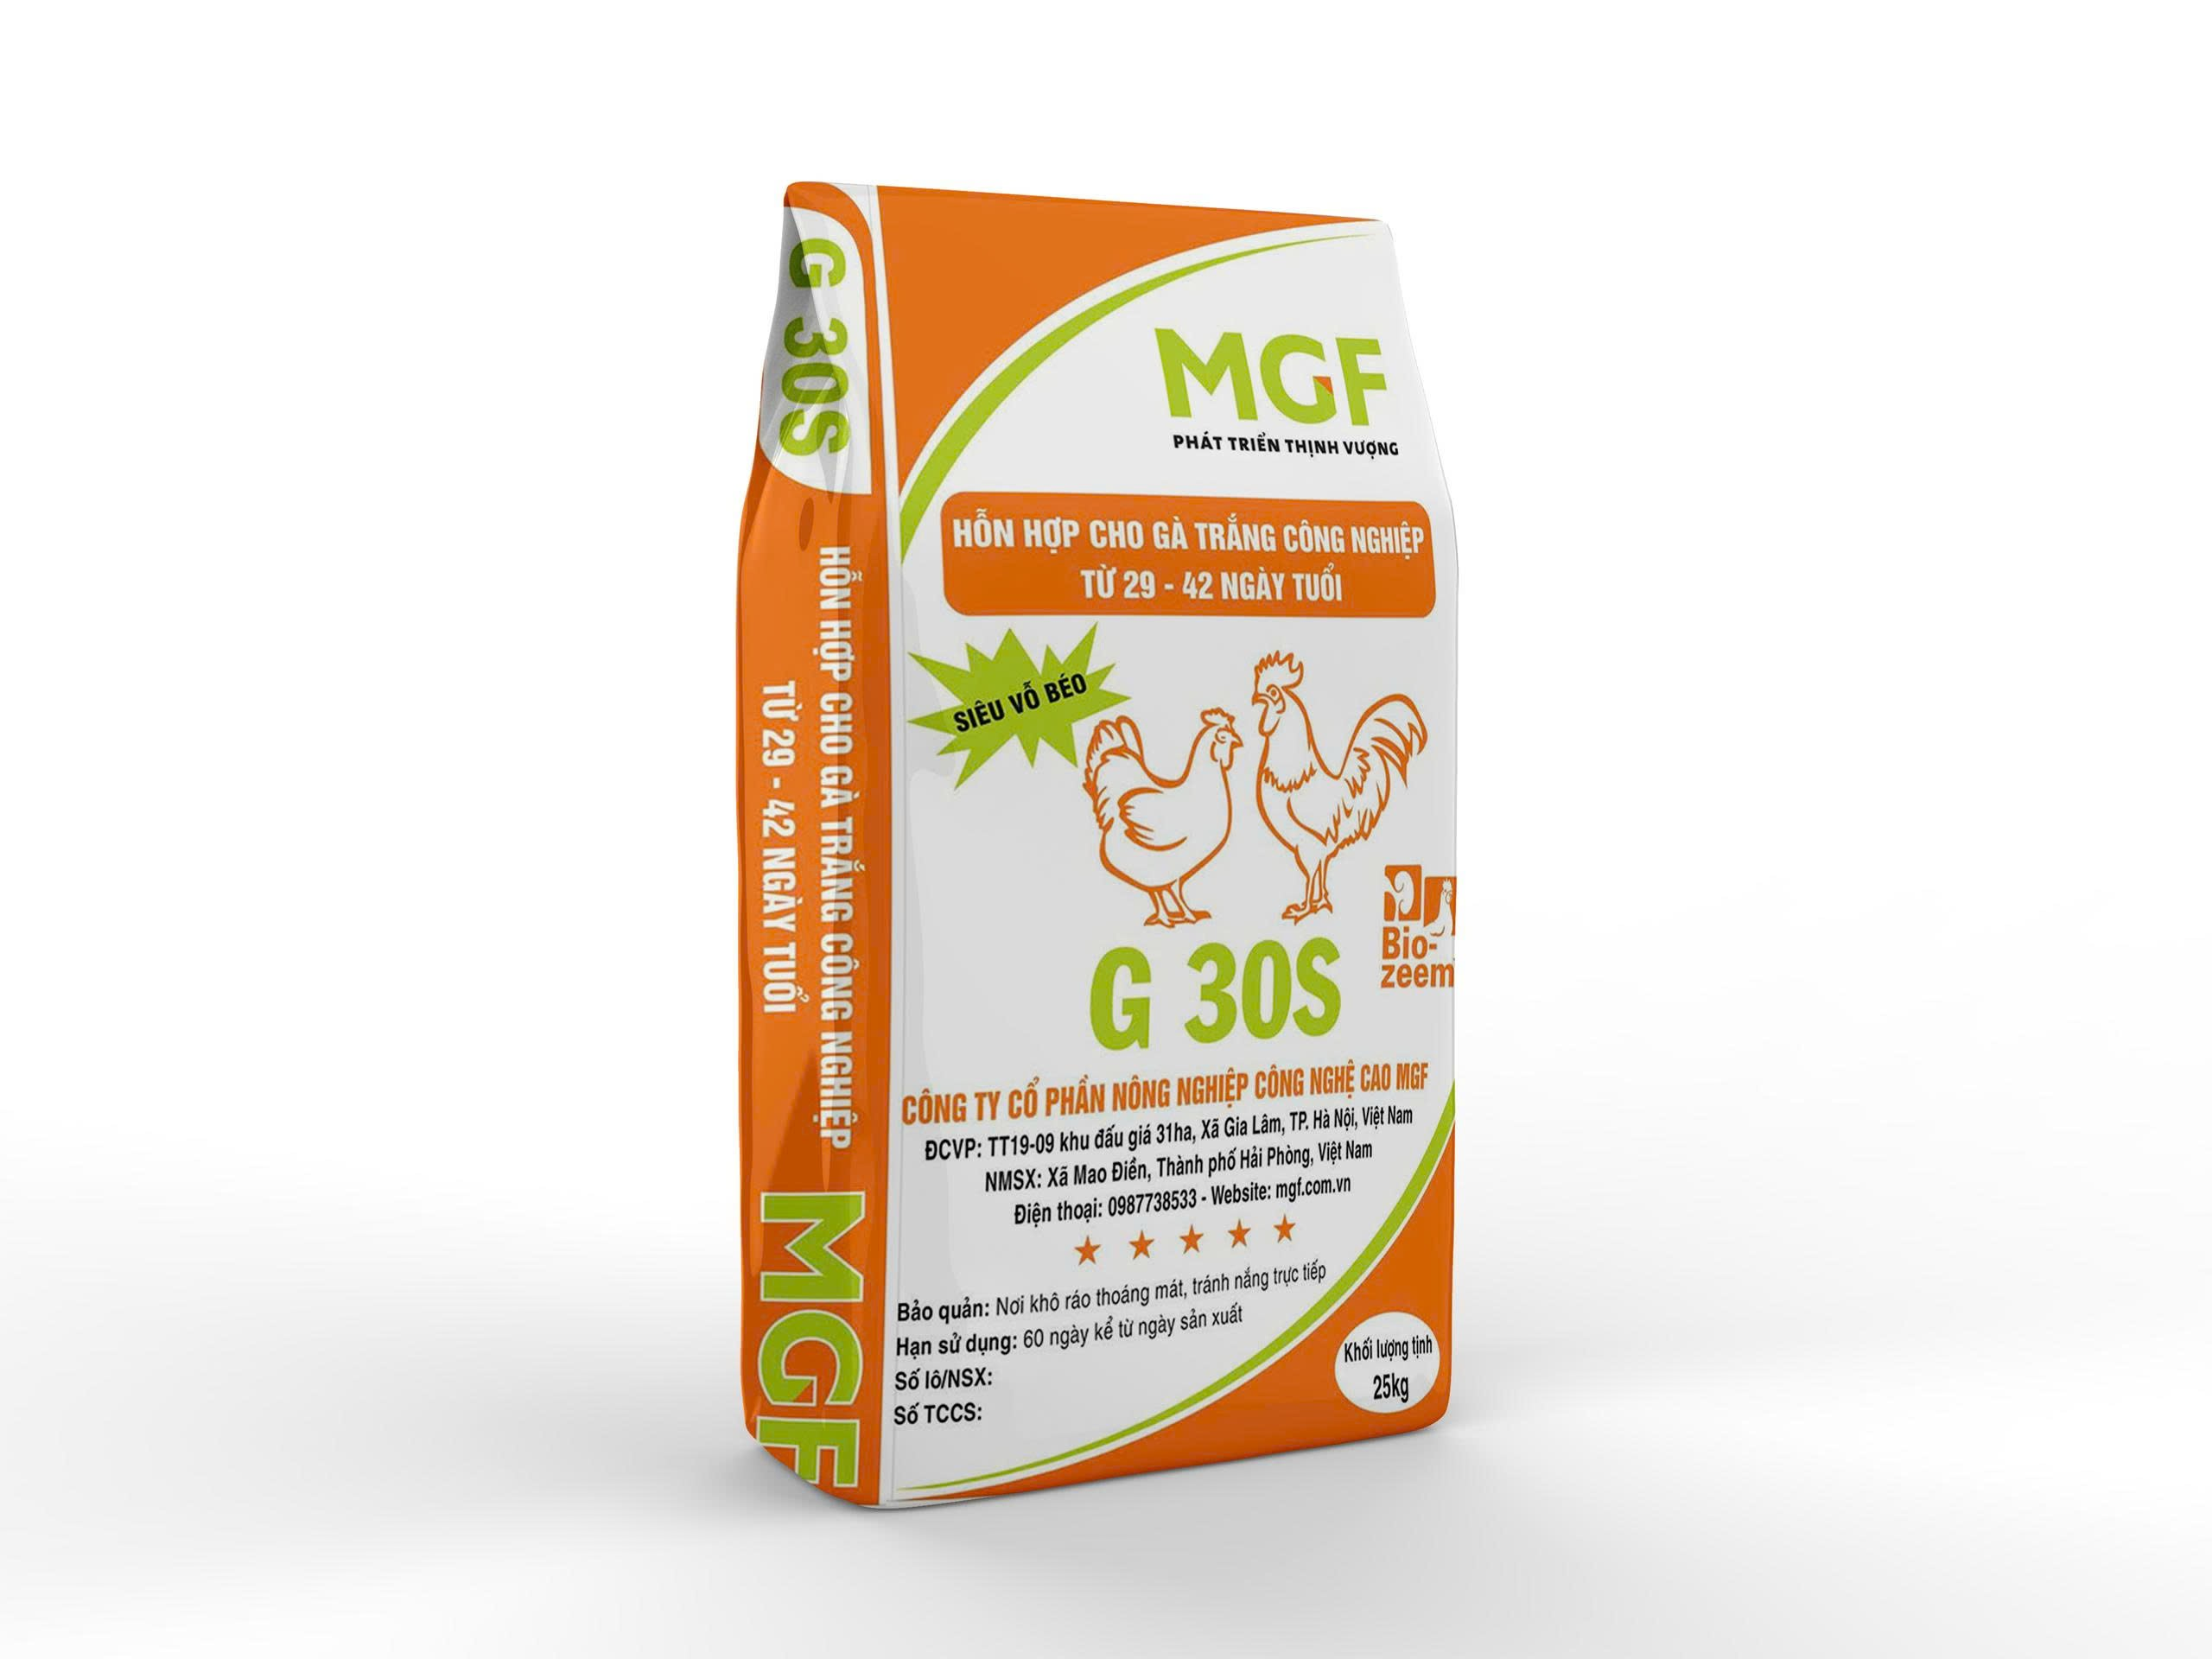 G 30S
HỖN HỢP CHO GÀ TRẮNG CÔNG NGHIỆP
TỪ 29 - 42 NGÀY TUỔI
MGF
MGF
PHÁT TRIỂN THỊNH VƯỢNG
HỖN HỢP CHO GÀ TRẮNG CÔNG NGHIỆP
TỪ 29 - 42 NGÀY TUỔI
SIÊU VỖ BÉO
Bio-
zeem
G 30S
CÔNG TY CỔ PHẦN NÔNG NGHIỆP CÔNG NGHỆ CAO MGF
ĐCVP: TT19-09 khu đấu giá 31ha, Xã Gia Lâm, TP. Hà Nội, Việt Nam
NMSX: Xã Mao Điền, Thành phố Hải Phòng, Việt Nam
Điện thoại: 0987738533 - Website: mgf.com.vn
Bảo quản: Nơi khô ráo thoáng mát, tránh nắng trực tiếp
Hạn sử dụng: 60 ngày kể từ ngày sản xuất
Số lô/NSX:
Số TCCS:
Khối lượng tịnh
25kg